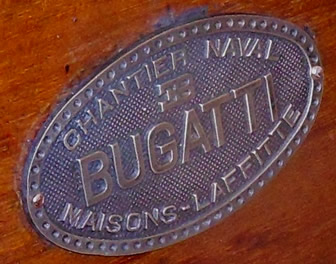 CHANTIER NAVAL
EB
BUGATTI
MAISONS-LAFFITTE